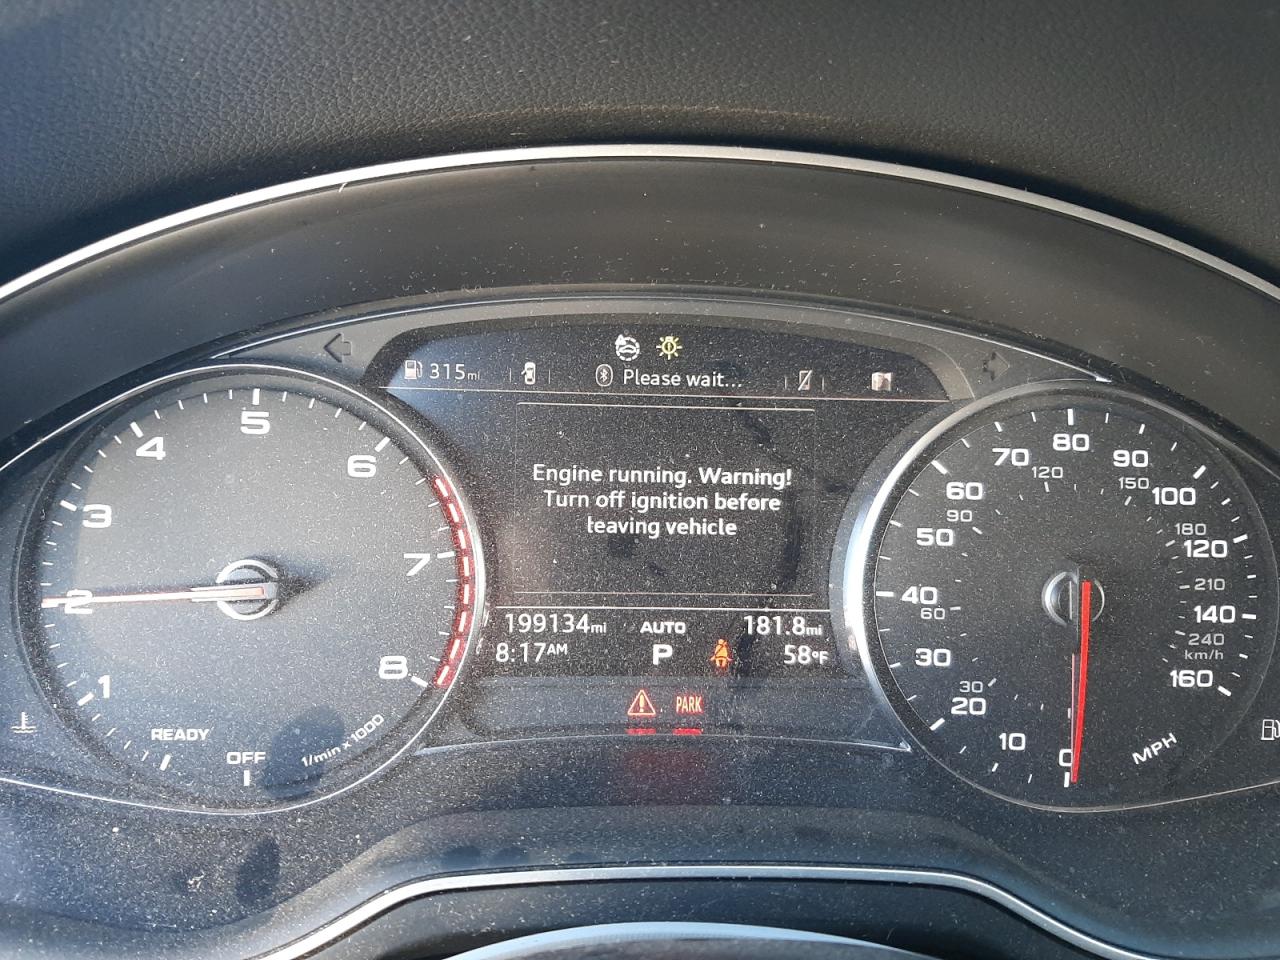 315mi
Please wait...
Engine running. Warning!
Turn off ignition before
leaving vehicle
199134mi AUTO 181.8mi
8:17AM P 58°F
PARK
1
2
3
4
5
6
7
8
READY
OFF
1/min x 1000
0
10
20
30
40
50
60
70
80
90
100
120
140
160
MPH
30
60
90
120
150
180
210
240
km/h